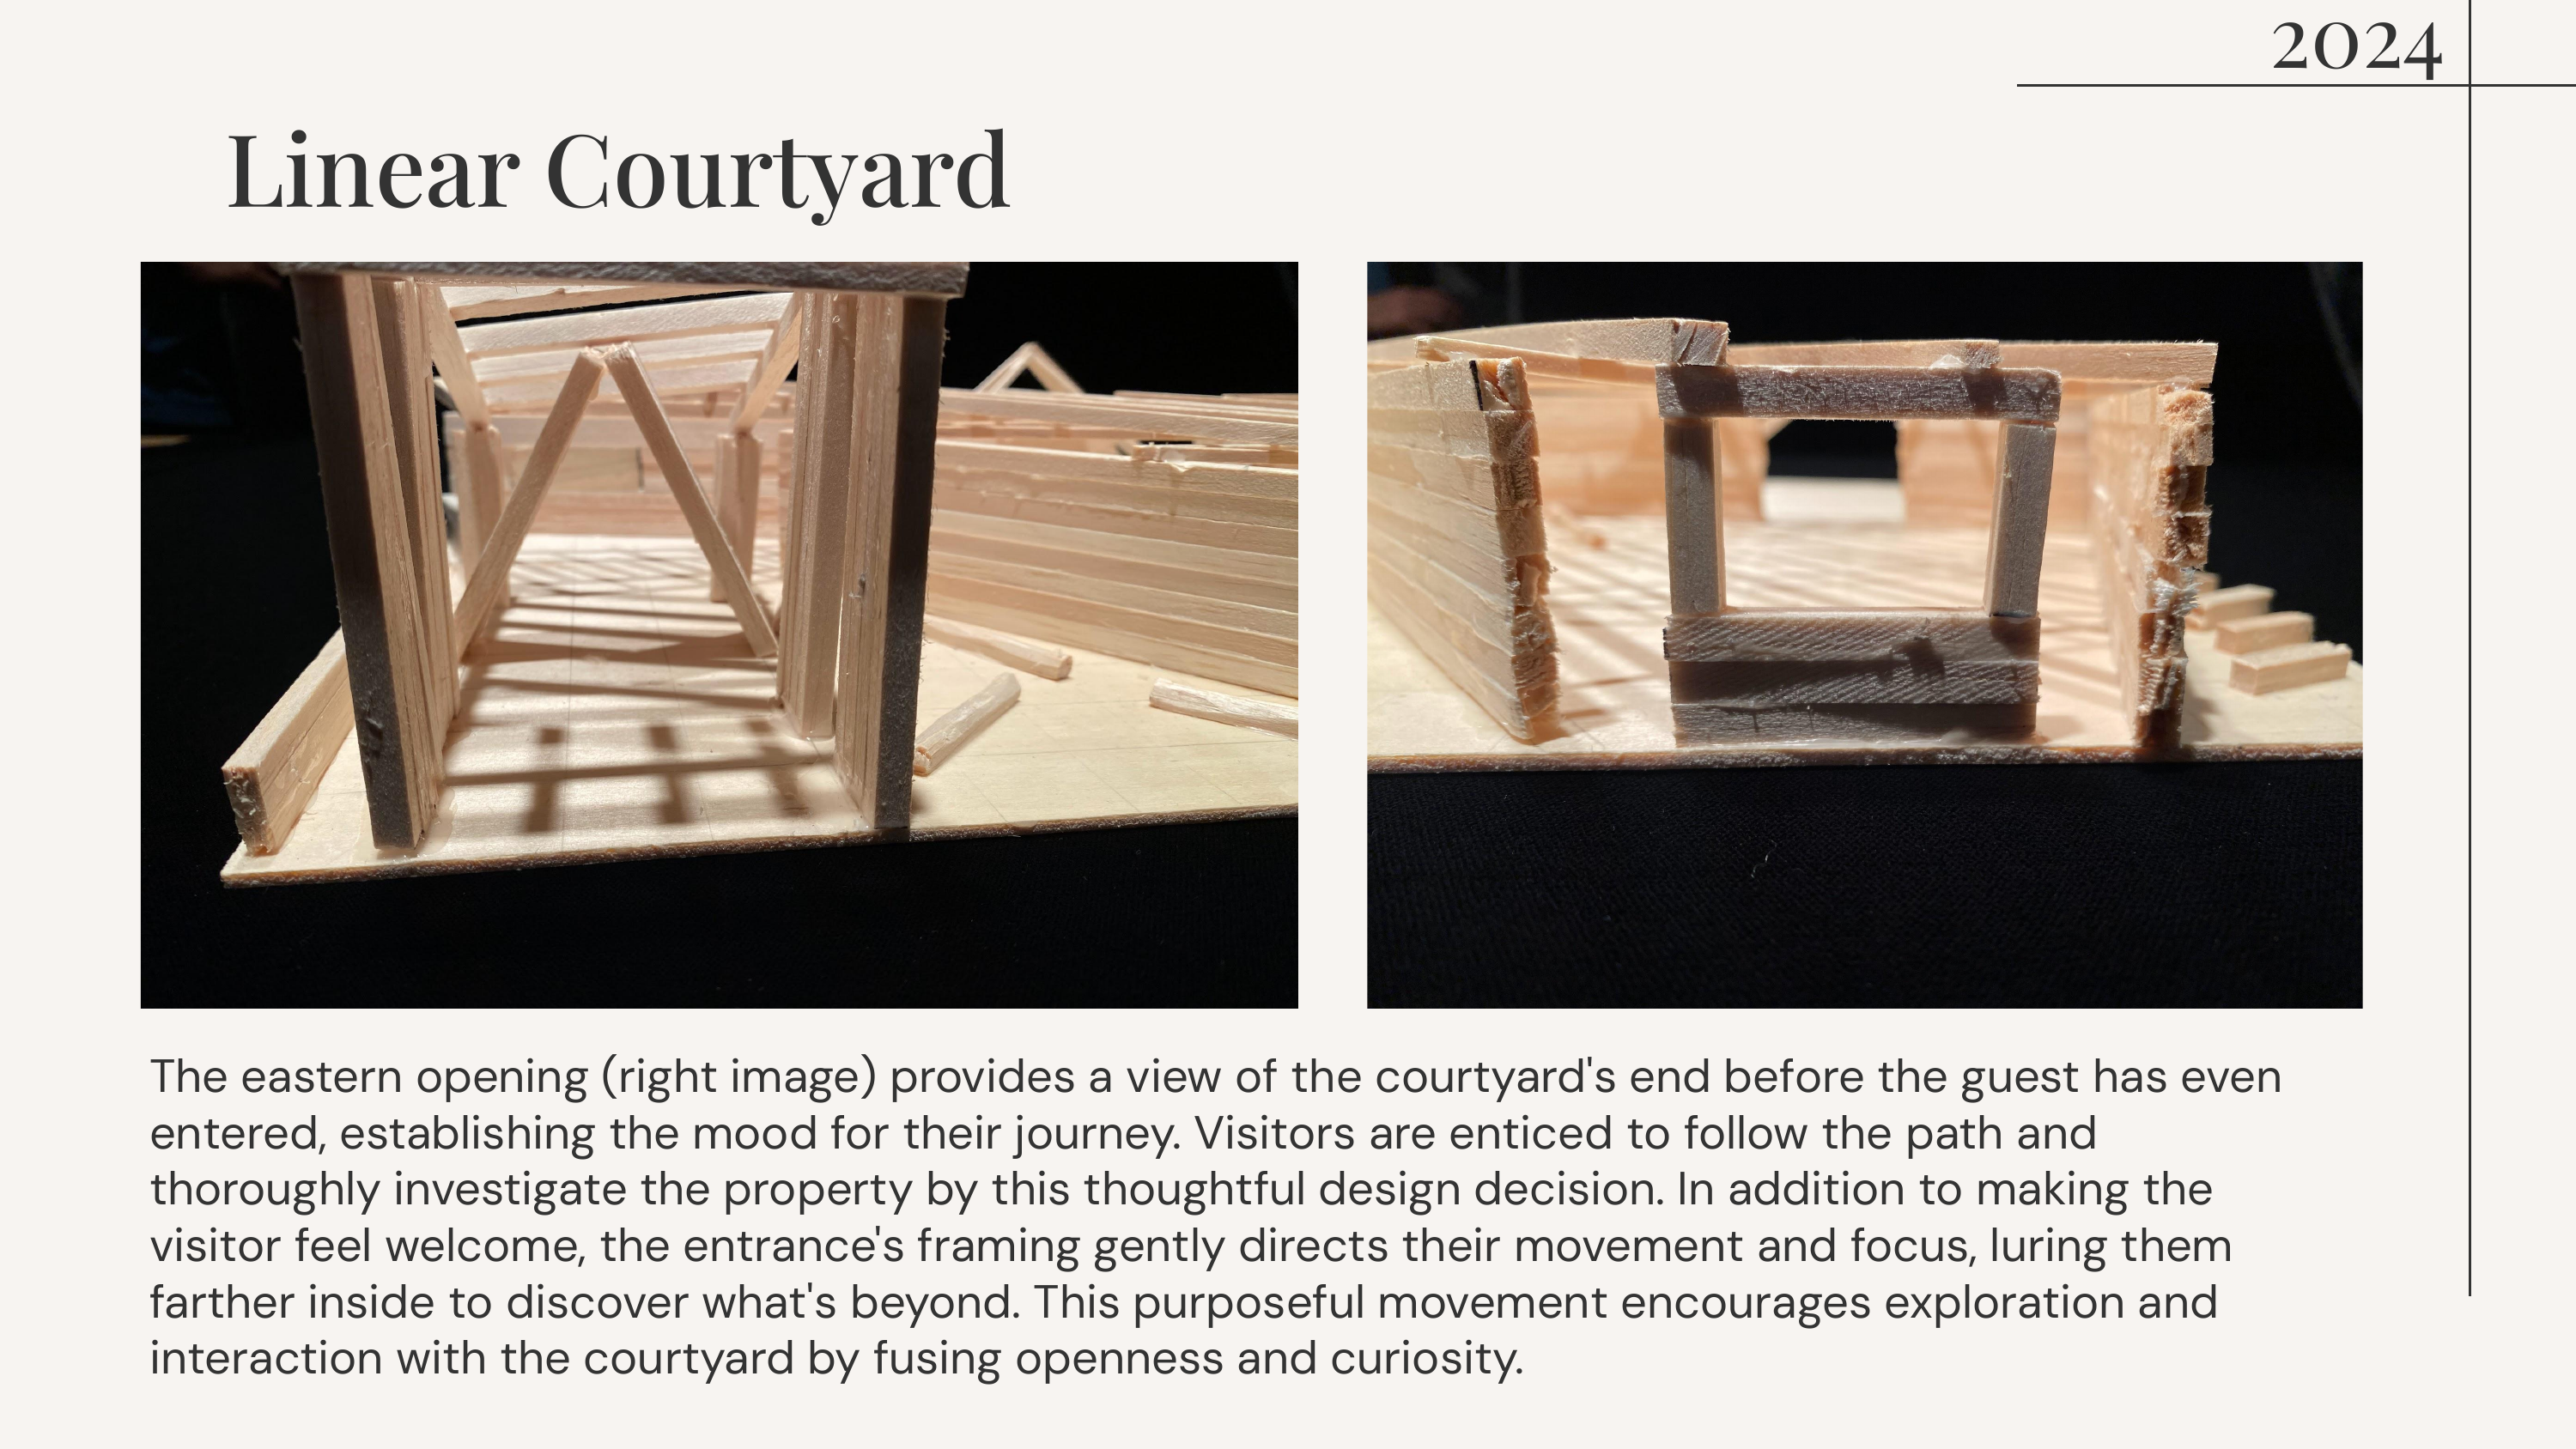 2024
Linear Courtyard
The eastern opening (right image) provides a view of the courtyard's end before the guest has even
entered, establishing the mood for their journey. Visitors are enticed to follow the path and
thoroughly investigate the property by this thoughtful design decision. In addition to making the
visitor feel welcome, the entrance's framing gently directs their movement and focus, luring them
farther inside to discover what's beyond. This purposeful movement encourages exploration and
interaction with the courtyard by fusing openness and curiosity.